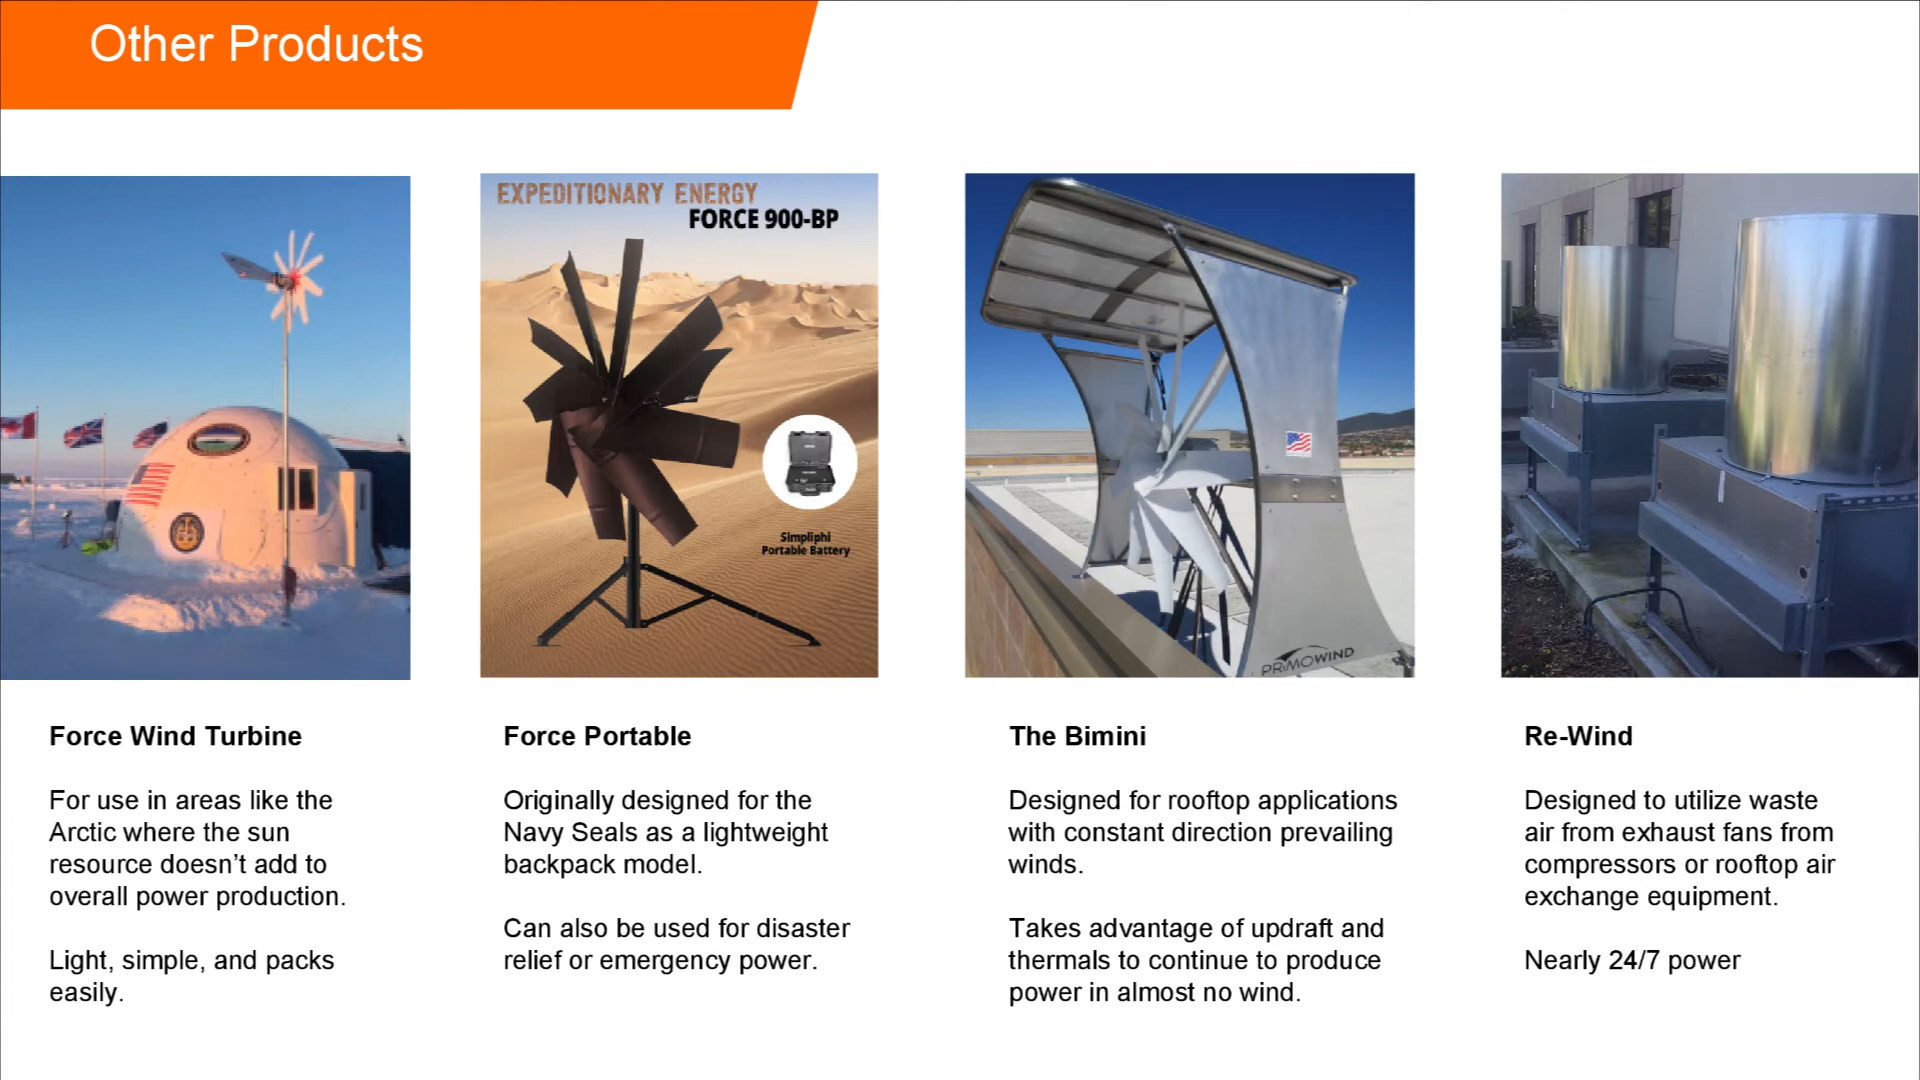 Other Products
EXPEDITIONARY ENERGY
FORCE 900-BP
Simpliphi
Portable Battery
PRiMOWIND
Force Wind Turbine
For use in areas like the
Arctic where the sun
resource doesn’t add to
overall power production.
Light, simple, and packs
easily.
Force Portable
Originally designed for the
Navy Seals as a lightweight
backpack model.
Can also be used for disaster
relief or emergency power.
The Bimini
Designed for rooftop applications
with constant direction prevailing
winds.
Takes advantage of updraft and
thermals to continue to produce
power in almost no wind.
Re-Wind
Designed to utilize waste
air from exhaust fans from
compressors or rooftop air
exchange equipment.
Nearly 24/7 power